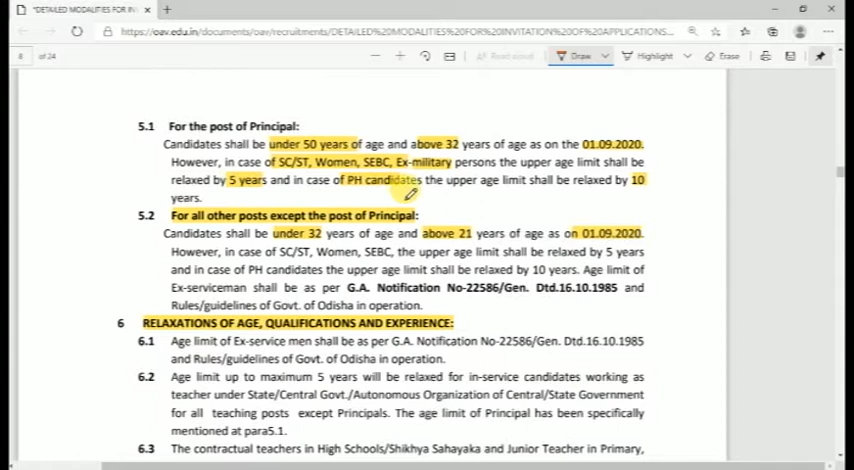 "DETAILED MODALITIES FOR INV
https://oav.edu.in/documents/oav/recruitments/DETAILED%20MODALITIES%20FOR%20INVITATION%20OF%20APPLICATIONS...
8 of 24
Read aloud
Draw
Highlight
Erase
5.1 For the post of Principal:
Candidates shall be under 50 years of age and above 32 years of age as on the 01.09.2020.
However, in case of SC/ST, Women, SEBC, Ex-military persons the upper age limit shall be
relaxed by 5 years and in case of PH candidates the upper age limit shall be relaxed by 10
years.
5.2 For all other posts except the post of Principal:
Candidates shall be under 32 years of age and above 21 years of age as on 01.09.2020.
However, in case of SC/ST, Women, SEBC, the upper age limit shall be relaxed by 5 years
and in case of PH candidates the upper age limit shall be relaxed by 10 years. Age limit of
Ex-serviceman shall be as per G.A. Notification No-22586/Gen. Dtd.16.10.1985 and
Rules/guidelines of Govt. of Odisha in operation.
6 RELAXATIONS OF AGE, QUALIFICATIONS AND EXPERIENCE:
6.1 Age limit of Ex-service men shall be as per G.A. Notification No-22586/Gen. Dtd.16.10.1985
and Rules/guidelines of Govt. of Odisha in operation.
6.2 Age limit up to maximum 5 years will be relaxed for in-service candidates working as
teacher under State/Central Govt./Autonomous Organization of Central/State Government
for all teaching posts except Principals. The age limit of Principal has been specifically
mentioned at para5.1.
6.3 The contractual teachers in High Schools/Shikhya Sahayaka and Junior Teacher in Primary,